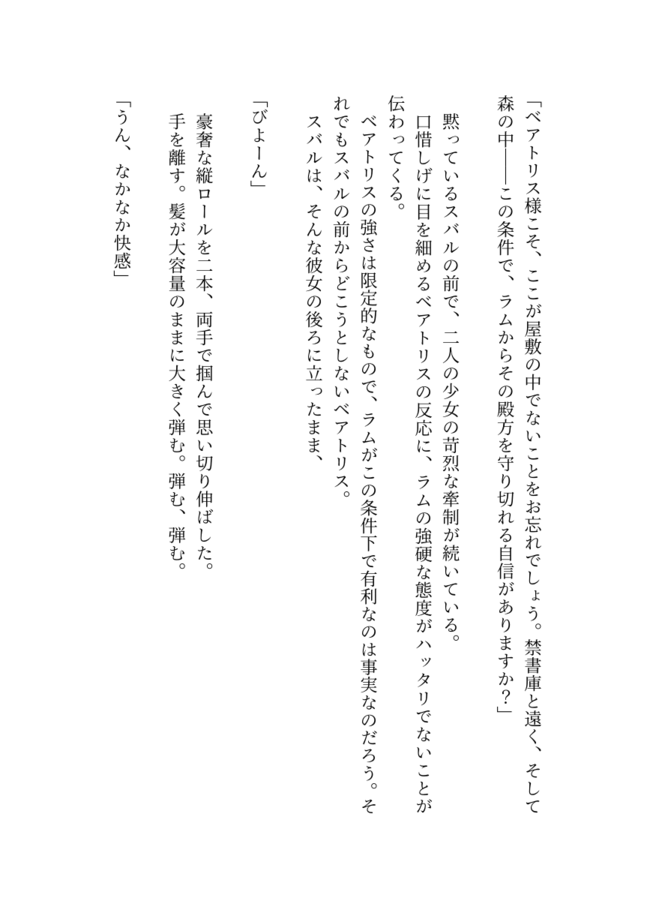 「ベアトリス様こそ、ここが屋敷の中でないことをお忘れでしょう。禁書庫と遠く、そして
森の中――この条件で、ラムからその殿方を守り切れる自信がありますか？」
黙っているスバルの前で、二人の少女の苛烈な牽制が続いている。
口惜しげに目を細めるベアトリスの反応に、ラムの強硬な態度がハッタリでないことが
伝わってくる。
ベアトリスの強さは限定的なもので、ラムがこの条件下で有利なのは事実なのだろう。そ
れでもスバルの前からどこうとしないベアトリス。
スバルは、そんな彼女の後ろに立ったまま、
「びよーん」
豪奢な縦ロールを二本、両手で掴んで思い切り伸ばした。
手を離す。髪が大容量のままに大きく弾む。弾む、弾む。
「うん、なかなか快感」